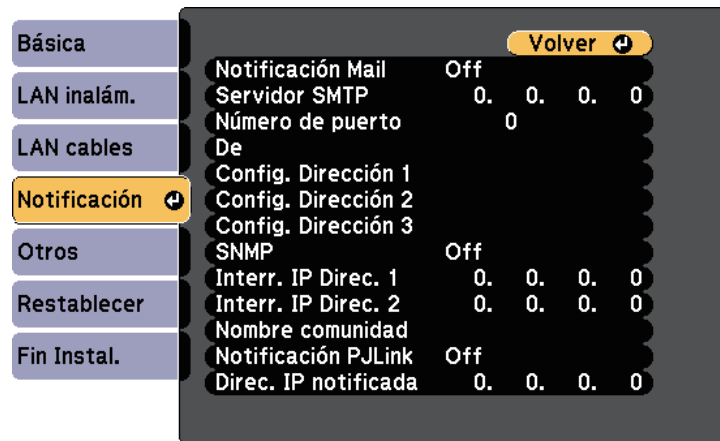 Básica
LAN inalám.
LAN cables
Notificación
Otros
Restablecer
Fin Instal.
Volver
Notificación Mail Off
Servidor SMTP 0. 0. 0. 0
Número de puerto 0
De
Config. Dirección 1
Config. Dirección 2
Config. Dirección 3
SNMP Off
Interr. IP Direc. 1 0. 0. 0. 0
Interr. IP Direc. 2 0. 0. 0. 0
Nombre comunidad
Notificación PJLink Off
Direc. IP notificada 0. 0. 0. 0